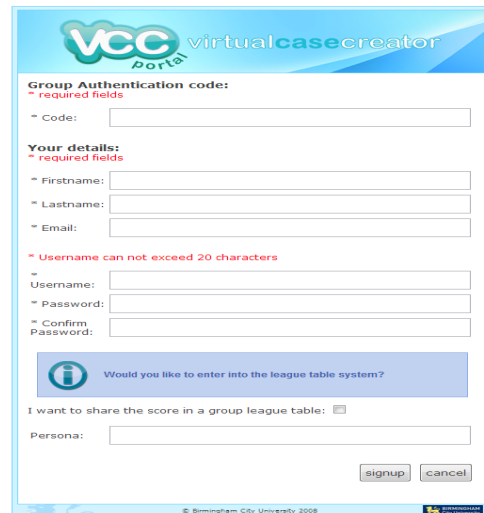 vcc virtualcasecreator
portal
Group Authentication code:
* required fields
* Code:
Your details:
* required fields
* Firstname:
* Lastname:
* Email:
* Username can not exceed 20 characters
*
Username:
* Password:
* Confirm
Password:
Would you like to enter into the league table system?
I want to share the score in a group league table:
Persona:
signup cancel
© Birmingham City University 2008 BIRMINGHAM